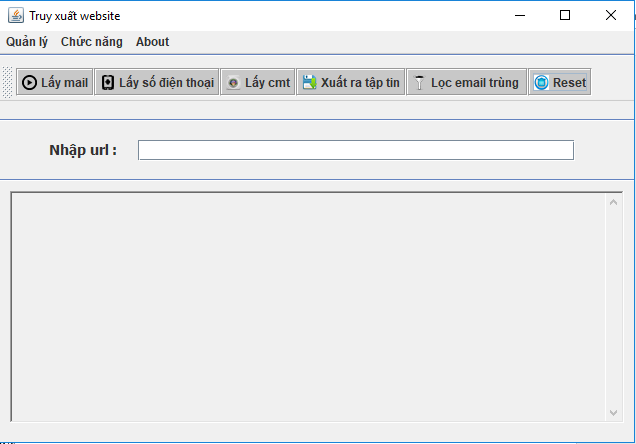 Truy xuất website
Quản lý Chức năng About
Lấy mail Lấy số điện thoại Lấy cmt Xuất ra tập tin Lọc email trùng Reset
Nhập url :